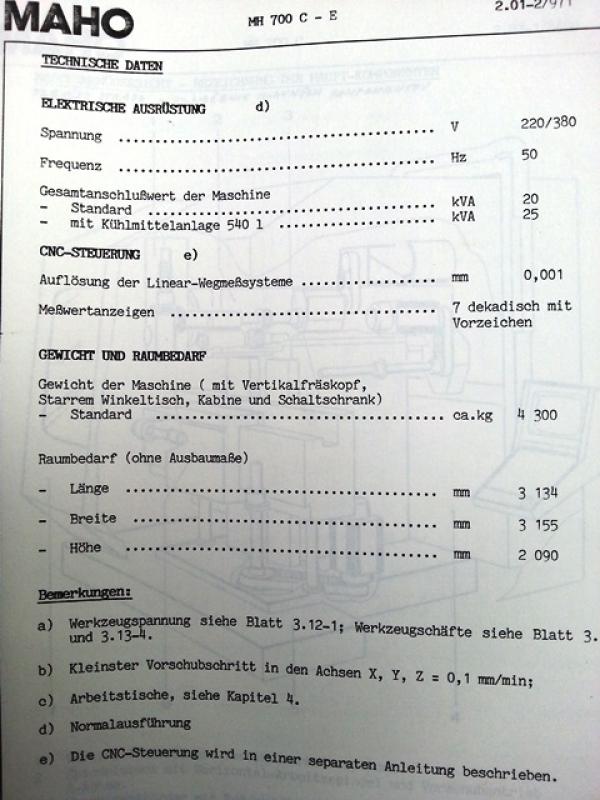 MAHO
MH 700 C - E
TECHNISCHE DATEN
ELEKTRISCHE AUSRÜSTUNG d)
Spannung ........................................ V 220/380
Frequenz ........................................ Hz 50
Gesamtanschlußwert der Maschine
- Standard .................................... kVA 20
- mit Kühlmittelanlage 540 l .................... kVA 25
CNC-STEUERUNG e)
Auflösung der Linear-Wegmeßsysteme ................. mm 0,001
Meßwertanzeigen .................................. 7 dekadisch mit
Vorzeichen
GEWICHT UND RAUMBEDARF
Gewicht der Maschine ( mit Vertikalfräskopf,
Starrem Winkeltisch, Kabine und Schaltschrank)
- Standard .................................... ca.kg 4 300
Raumbedarf (ohne Ausbaumaße)
- Länge ........................................ mm 3 134
- Breite ....................................... mm 3 155
- Höhe ........................................ mm 2 090
Bemerkungen:
a) Werkzeugspannung siehe Blatt 3.12-1; Werkzeugschäfte siehe Blatt 3.
und 3.13-4.
b) Kleinster Vorschubschritt in den Achsen X, Y, Z = 0,1 mm/min;
c) Arbeitstische, siehe Kapitel 4.
d) Normalausführung
e) Die CNC-Steuerung wird in einer separaten Anleitung beschrieben.